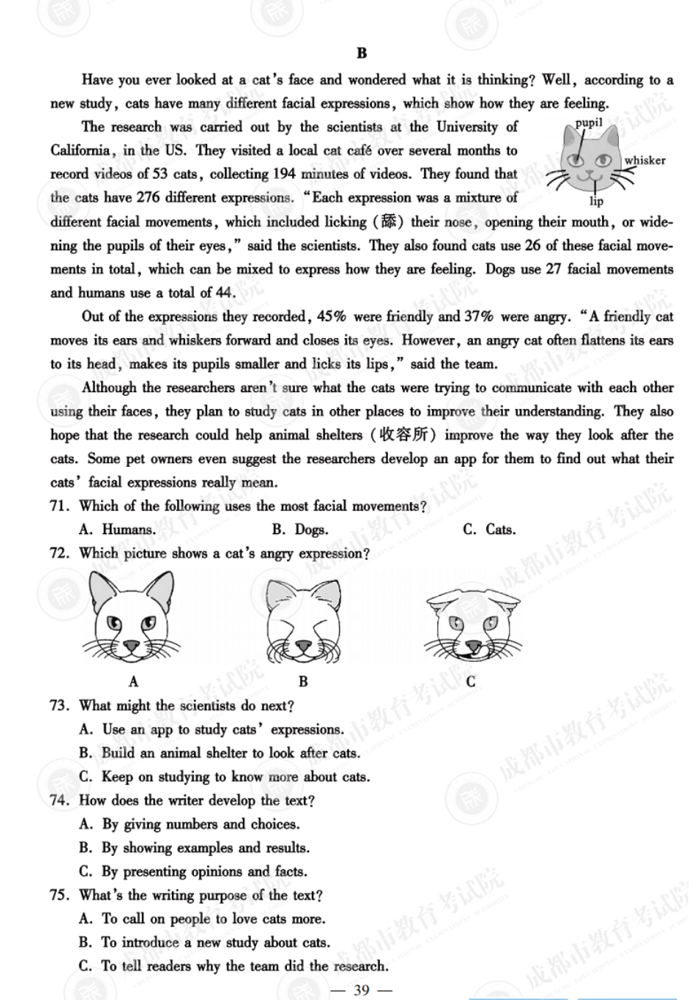 B
Have you ever looked at a cat's face and wondered what it is thinking? Well, according to a
new study, cats have many different facial expressions, which show how they are feeling.
The research was carried out by the scientists at the University of
California, in the US. They visited a local cat café over several months to
record videos of 53 cats, collecting 194 minutes of videos. They found that
the cats have 276 different expressions. “Each expression was a mixture of
pupil
whisker
lip
different facial movements, which included licking (舔) their nose, opening their mouth, or wide-
ning the pupils of their eyes,” said the scientists. They also found cats use 26 of these facial move-
ments in total, which can be mixed to express how they are feeling. Dogs use 27 facial movements
and humans use a total of 44.
Out of the expressions they recorded, 45% were friendly and 37% were angry. “A friendly cat
moves its ears and whiskers forward and closes its eyes. However, an angry cat often flattens its ears
to its head, makes its pupils smaller and licks its lips,” said the team.
Although the researchers aren't sure what the cats were trying to communicate with each other
using their faces, they plan to study cats in other places to improve their understanding. They also
hope that the research could help animal shelters (收容所) improve the way they look after the
cats. Some pet owners even suggest the researchers develop an app for them to find out what their
cats' facial expressions really mean.
71. Which of the following uses the most facial movements?
A. Humans. B. Dogs. C. Cats.
72. Which picture shows a cat's angry expression?
A B C
73. What might the scientists do next?
A. Use an app to study cats' expressions.
B. Build an animal shelter to look after cats.
C. Keep on studying to know more about cats.
74. How does the writer develop the text?
A. By giving numbers and choices.
B. By showing examples and results.
C. By presenting opinions and facts.
75. What's the writing purpose of the text?
A. To call on people to love cats more.
B. To introduce a new study about cats.
C. To tell readers why the team did the research.
— 39 —
成都市教育考试院